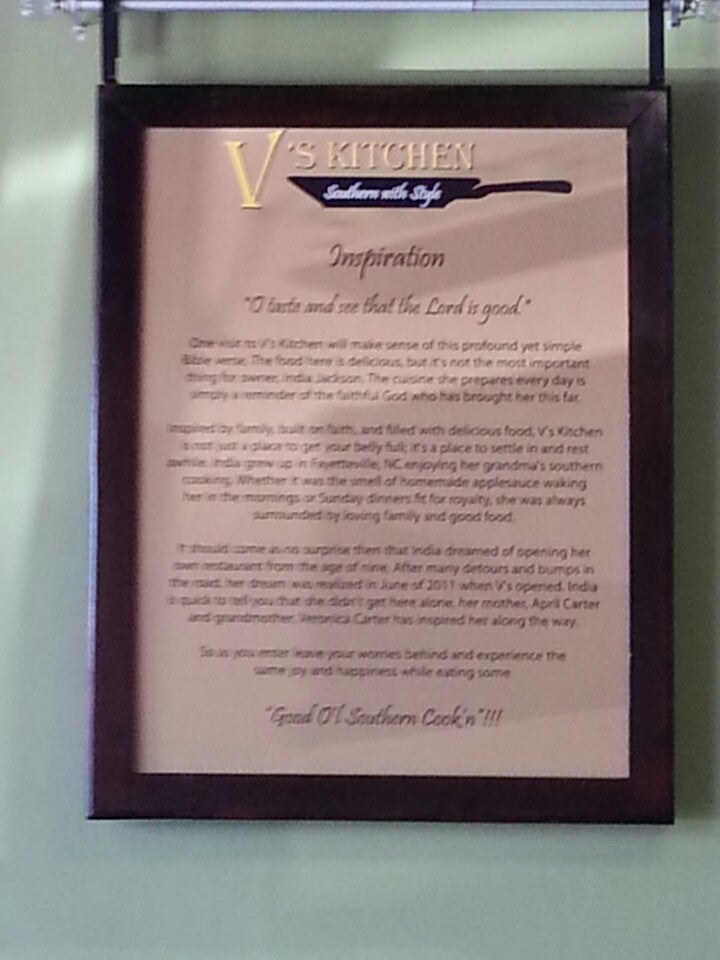 V's KITCHEN
Southern with Style
Inspiration
"O taste and see that the Lord is good."
One visit to V's Kitchen will make sense of this profound yet simple
Bible verse. The food here is delicious, but it's not the most important
thing for owner, India Jackson. The cuisine she prepares every day is
simply a reminder of the faithful God who has brought her this far.
Inspired by family, built on faith, and filled with delicious food, V's Kitchen
is not just a place to get your belly full; it's a place to settle in and rest
awhile. India grew up in Fayetteville, NC enjoying her grandma's southern
cooking. Whether it was the smell of homemade applesauce waking
her in the mornings or Sunday dinners fit for royalty, she was always
surrounded by loving family and good food.
It should come as no surprise then that India dreamed of opening her
own restaurant from the age of nine. After many detours and bumps in
the road, her dream was realized in June of 2011 when V's opened. India
is quick to tell you that she didn't get here alone, her mother, April Carter
and grandmother, Veronica Carter has inspired her along the way.
So as you enter leave your worries behind and experience the
same joy and happiness while eating some
"Good O'l Southern Cook'n"!!!